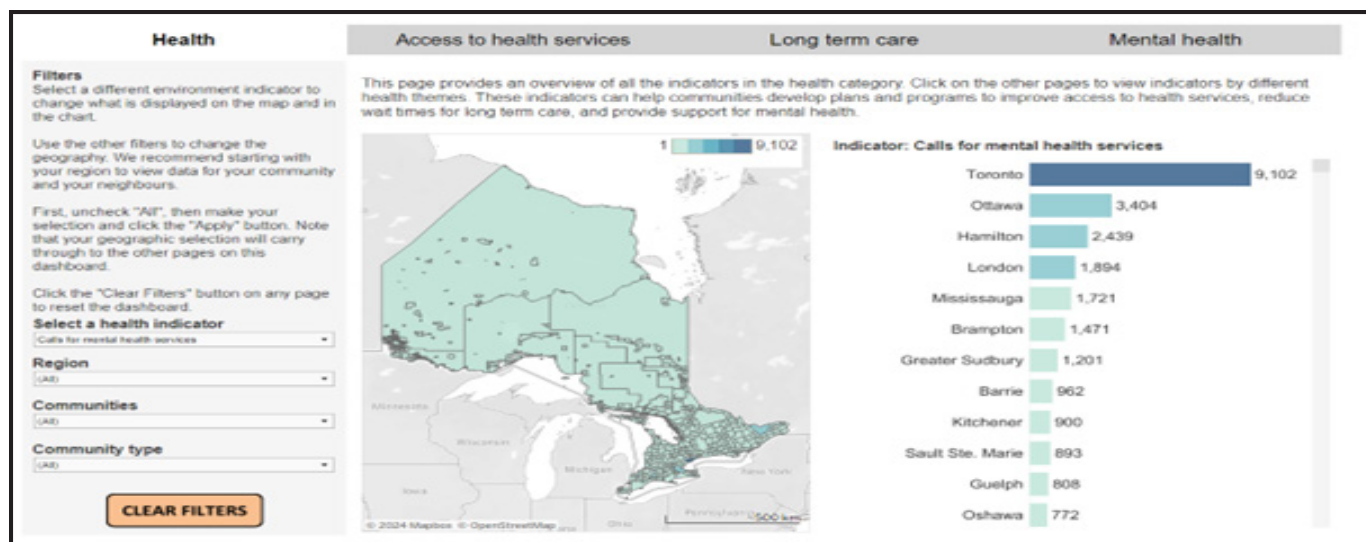 Health
Access to health services
Long term care
Mental health
Filters
Select a different environment indicator to
change what is displayed on the map and in
the chart.
Use the other filters to change the
geography. We recommend starting with
your region to view data for your community
and your neighbours.
First, uncheck "All", then make your
selection and click the "Apply" button. Note
that your geographic selection will carry
through to the other pages on this
dashboard.
Click the "Clear Filters" button on any page
to reset the dashboard.
Select a health indicator
Calls for mental health services
Region
(All)
Communities
(All)
Community type
(All)
CLEAR FILTERS
This page provides an overview of all the indicators in the health category. Click on the other pages to view indicators by different
health themes. These indicators can help communities develop plans and programs to improve access to health services, reduce
wait times for long term care, and provide support for mental health.
1 9,102
Minnesota
Wisconsin
Michigan
New York
Iowa
Ohio
Pennsylvania
500 km
© 2024 Mapbox © OpenStreetMap
Indicator: Calls for mental health services
Toronto 9,102
Ottawa 3,404
Hamilton 2,439
London 1,894
Mississauga 1,721
Brampton 1,471
Greater Sudbury 1,201
Barrie 962
Kitchener 900
Sault Ste. Marie 893
Guelph 808
Oshawa 772